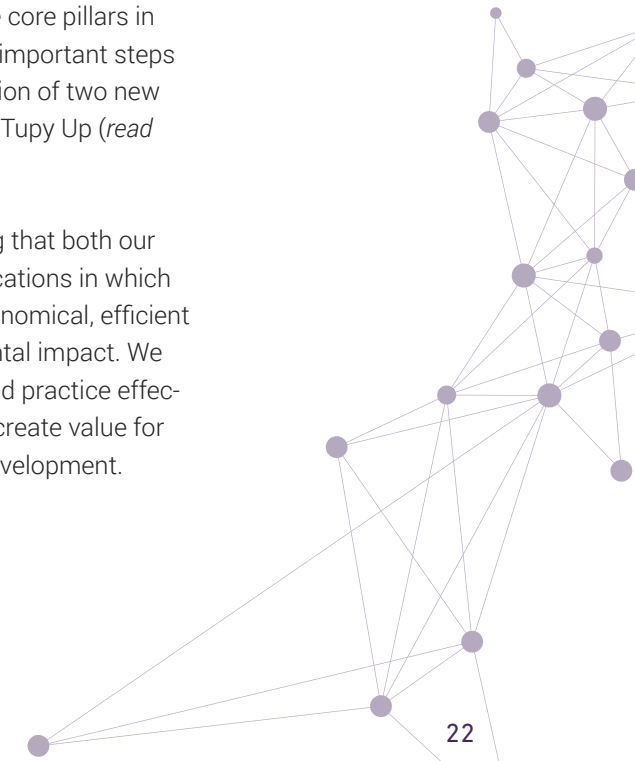 core pillars in
important steps
ion of two new
Tupy Up (read
g that both our
cations in which
nomical, efficient
ntal impact. We
d practice effec-
create value for
velopment.
22